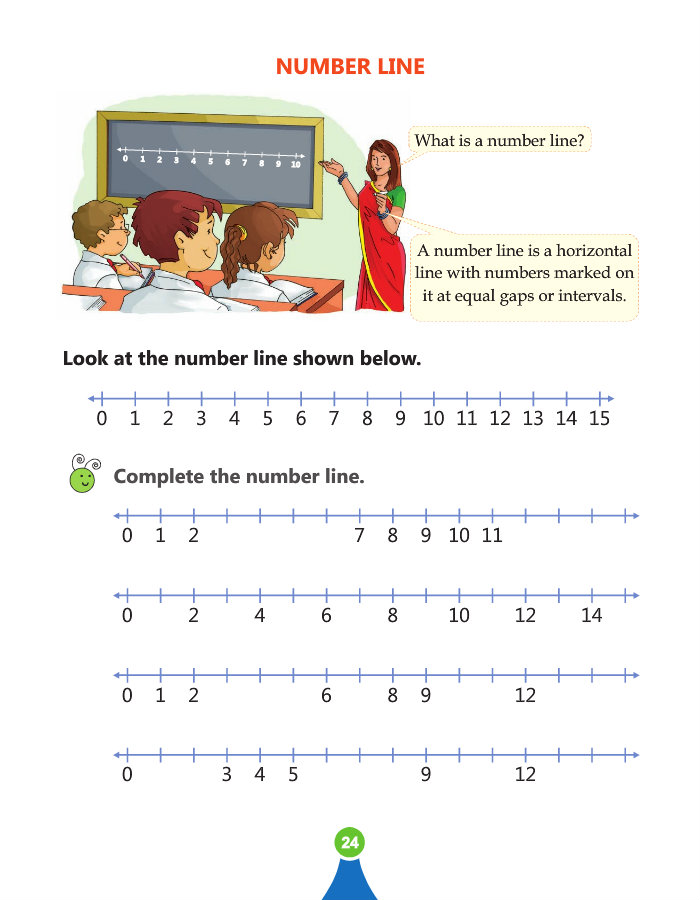 NUMBER LINE
0 1 2 3 4 5 6 7 8 9 10
What is a number line?
A number line is a horizontal
line with numbers marked on
it at equal gaps or intervals.
Look at the number line shown below.
0 1 2 3 4 5 6 7 8 9 10 11 12 13 14 15
Complete the number line.
0 1 2 7 8 9 10 11
0 2 4 6 8 10 12 14
0 1 2 6 8 9 12
0 3 4 5 9 12
24